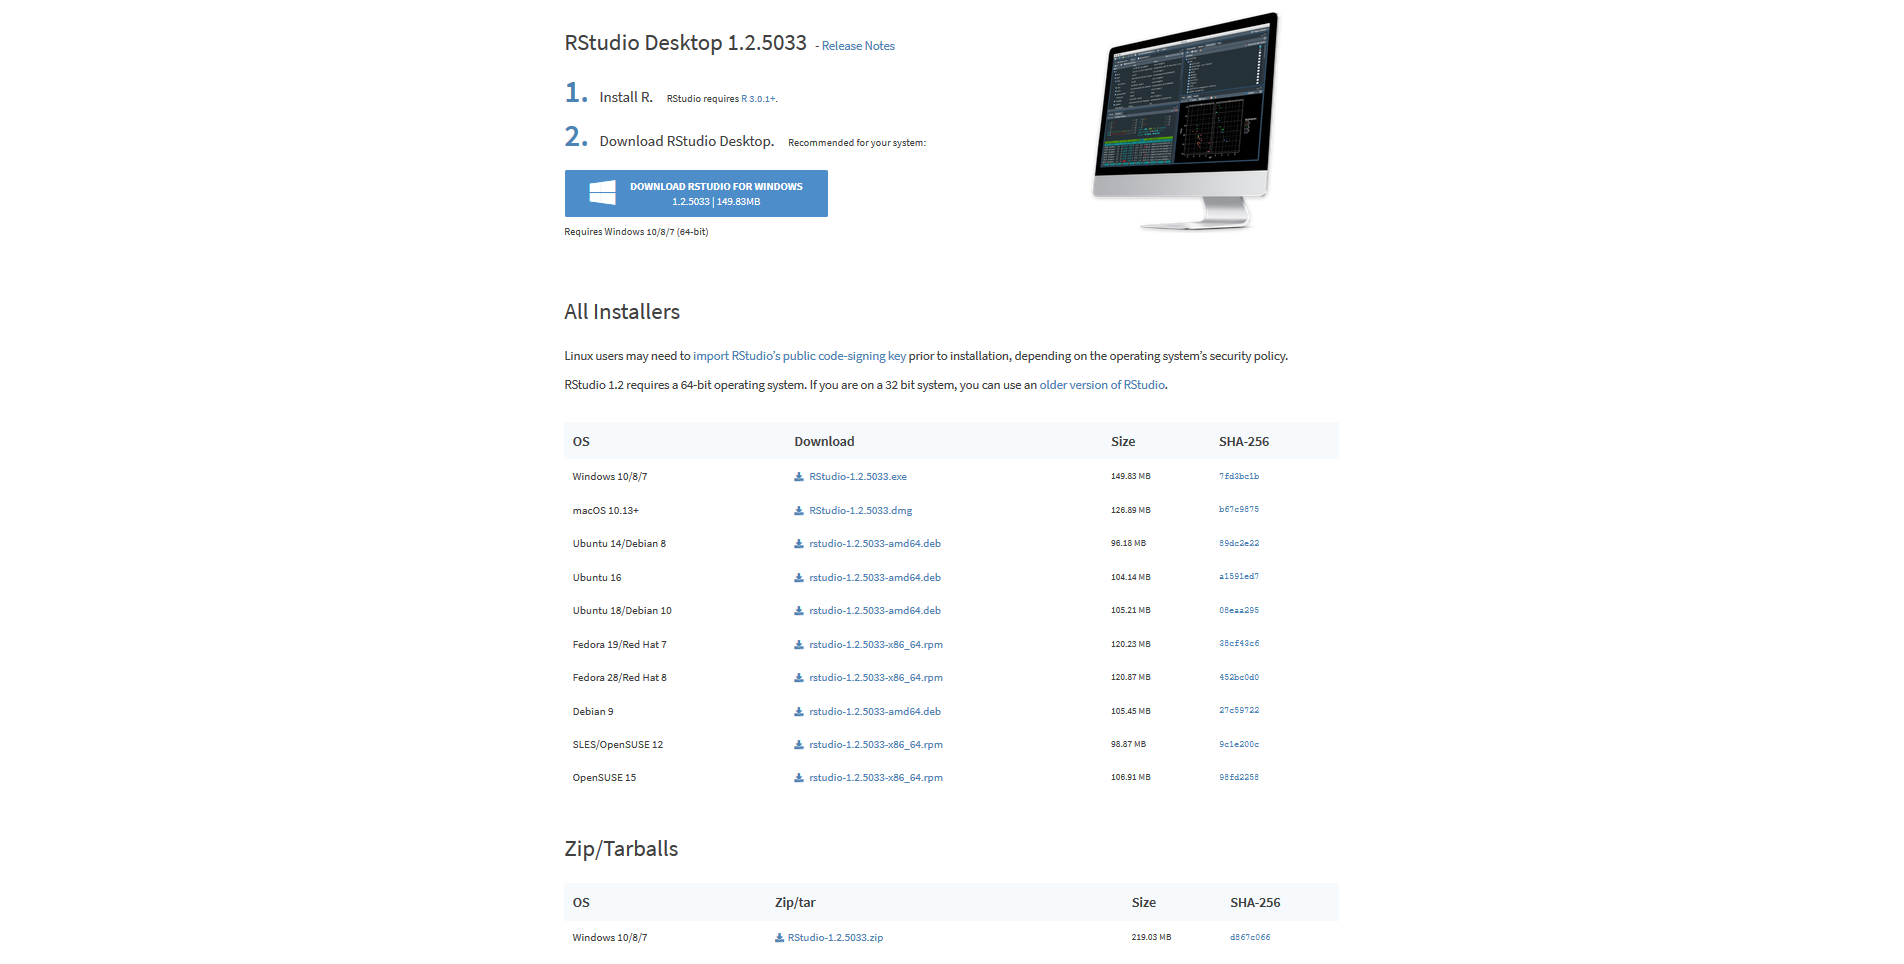 RStudio Desktop 1.2.5033 - Release Notes
1. Install R. RStudio requires R 3.0.1+.
2. Download RStudio Desktop. Recommended for your system:
DOWNLOAD RSTUDIO FOR WINDOWS
1.2.5033 | 149.83MB
Requires Windows 10/8/7 (64-bit)
All Installers
Linux users may need to import RStudio's public code-signing key prior to installation, depending on the operating system's security policy.
RStudio 1.2 requires a 64-bit operating system. If you are on a 32 bit system, you can use an older version of RStudio.
OS Download Size SHA-256
Windows 10/8/7 RStudio-1.2.5033.exe 149.83 MB 7fd3bc1b
macOS 10.13+ RStudio-1.2.5033.dmg 126.89 MB b67c9875
Ubuntu 14/Debian 8 rstudio-1.2.5033-amd64.deb 96.18 MB 89dc2e22
Ubuntu 16 rstudio-1.2.5033-amd64.deb 104.14 MB a1591ed7
Ubuntu 18/Debian 10 rstudio-1.2.5033-amd64.deb 105.21 MB 08eaa295
Fedora 19/Red Hat 7 rstudio-1.2.5033-x86_64.rpm 120.23 MB 38cf43c6
Fedora 28/Red Hat 8 rstudio-1.2.5033-x86_64.rpm 120.87 MB 452bc0d0
Debian 9 rstudio-1.2.5033-amd64.deb 105.45 MB 27c59722
SLES/OpenSUSE 12 rstudio-1.2.5033-x86_64.rpm 98.87 MB 9c1e200c
OpenSUSE 15 rstudio-1.2.5033-x86_64.rpm 106.91 MB 98fd2258
Zip/Tarballs
OS Zip/tar Size SHA-256
Windows 10/8/7 RStudio-1.2.5033.zip 219.03 MB d867c066